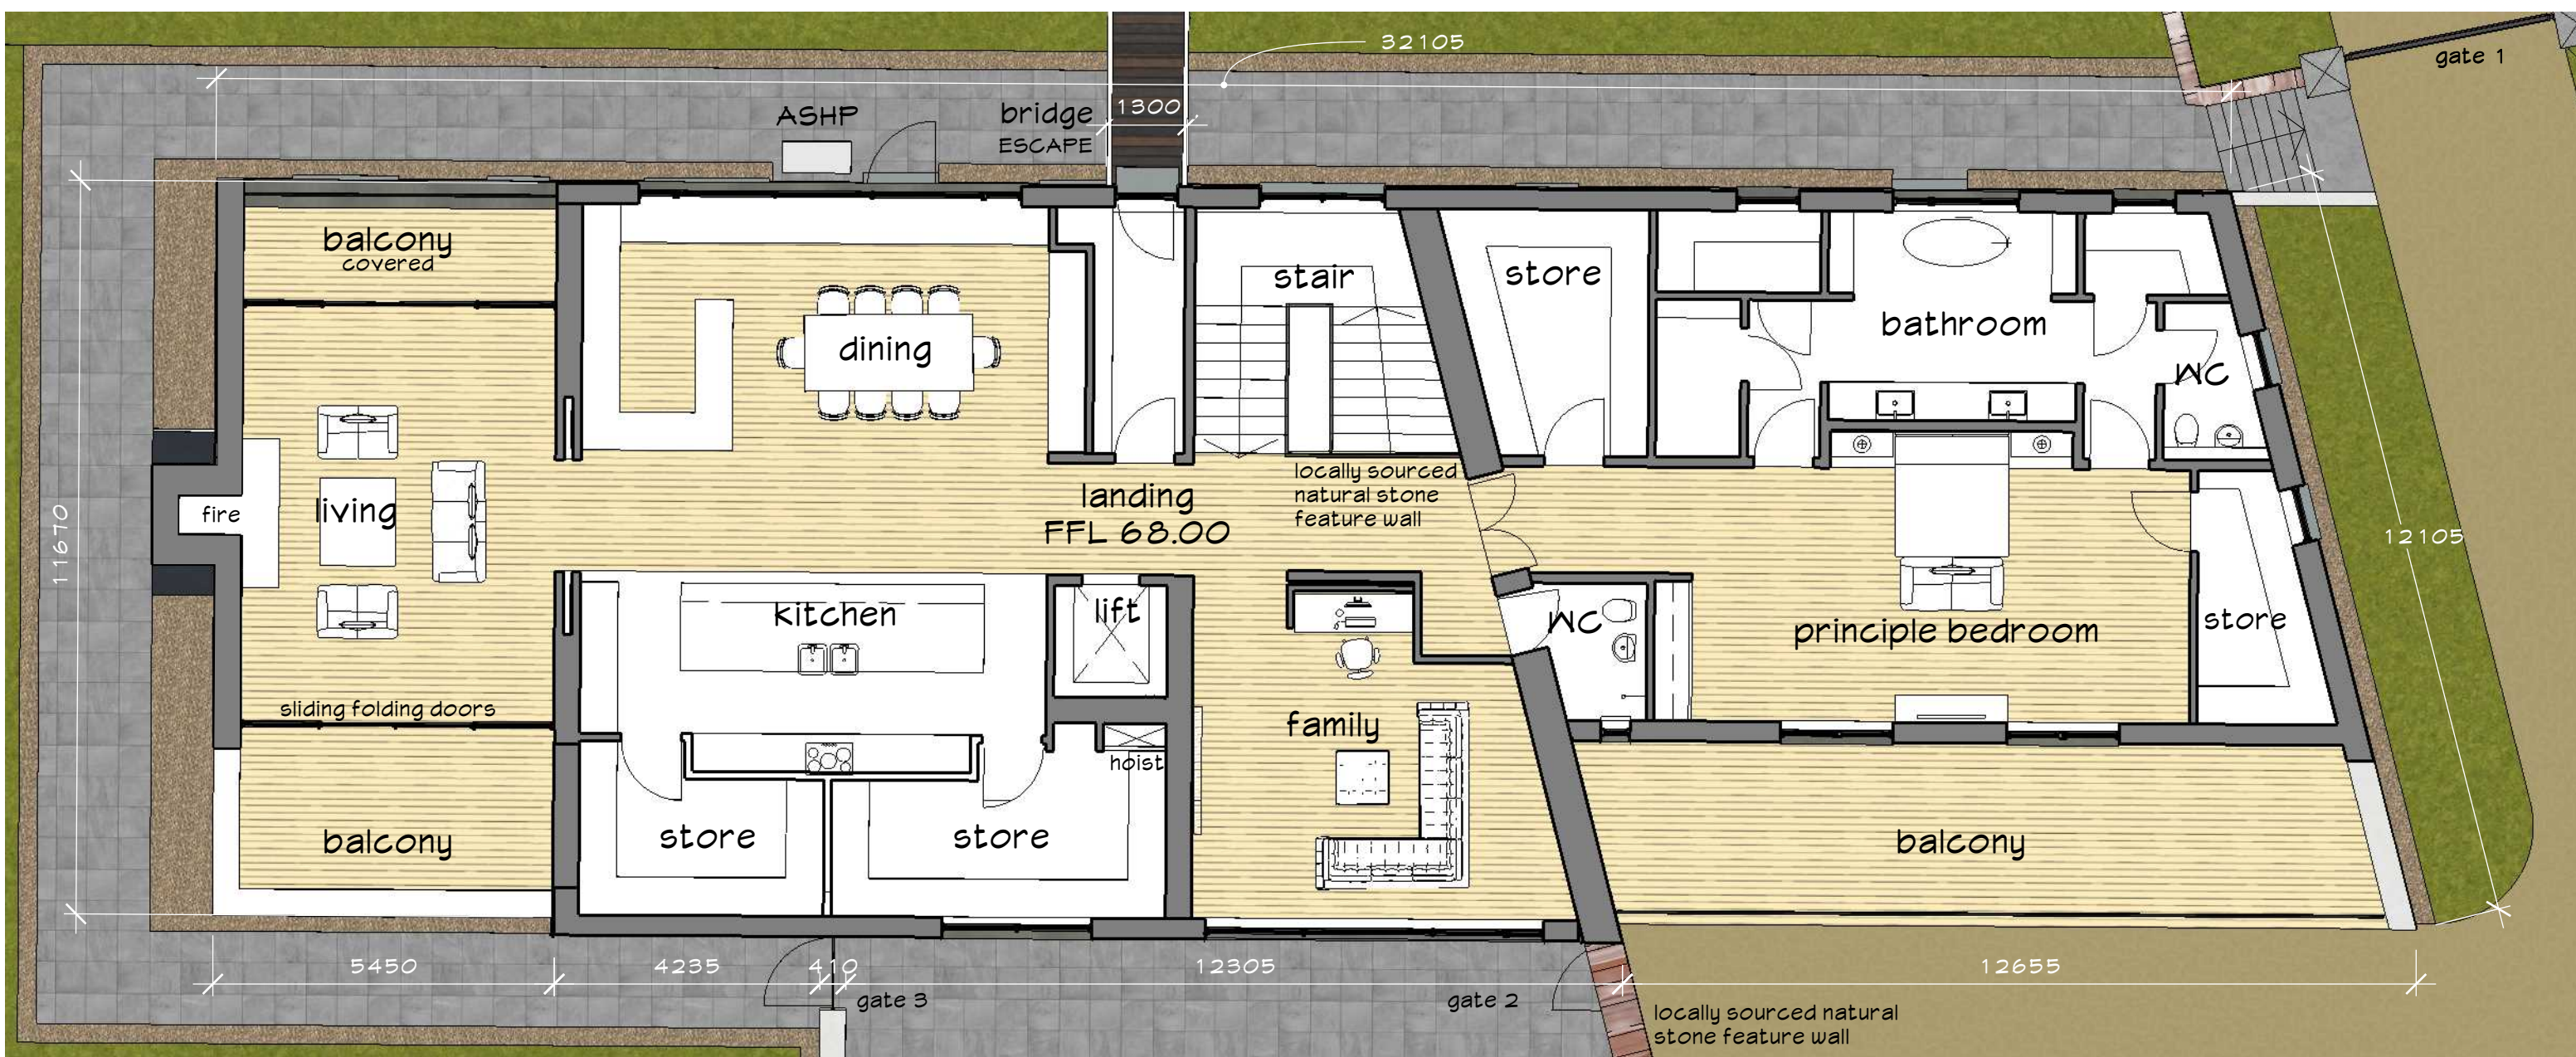 32105
gate 1
ASHP
bridge
ESCAPE
1300
balcony
covered
stair
store
bathroom
dining
WC
11670
fire
living
landing
FFL 68.00
locally sourced
natural stone
feature wall
12105
kitchen
lift
WC
principle bedroom
store
sliding folding doors
family
hoist
balcony
store
store
balcony
5450
4235
410
12305
12655
gate 3
gate 2
locally sourced natural
stone feature wall